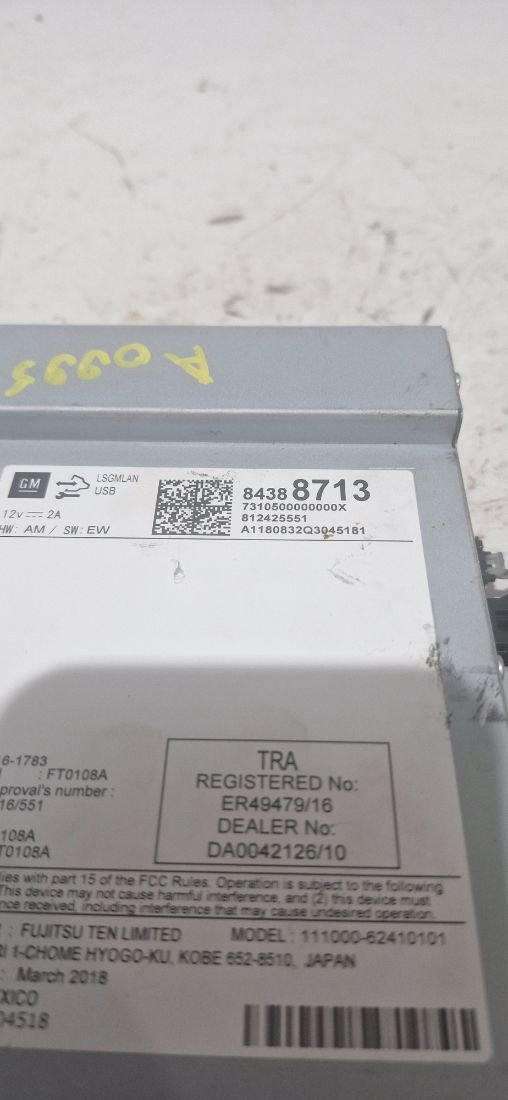 A 0995
GM
LSGMLAN
USB
8438 8713
7310500000000X
12v 2A
812425551
HW: AM / SW: EW
A1180832Q3045181
6-1783
: FT0108A
proval's number :
16/551
108A
T0108A
TRA
REGISTERED No:
ER49479/16
DEALER No:
DA0042126/10
lies with part 15 of the FCC Rules. Operation is subject to the following
This device may not cause harmful interference, and (2) this device must
nce received, including interference that may cause undesired operation.
: FUJITSU TEN LIMITED MODEL : 111000-62410101
RI 1-CHOME HYOGO-KU, KOBE 652-8510, JAPAN
: March 2018
XICO
04518